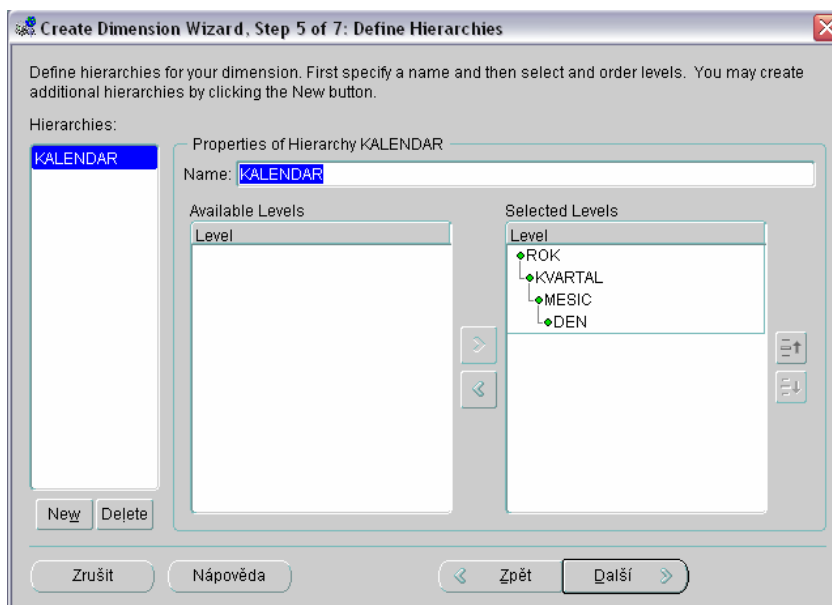 Create Dimension Wizard, Step 5 of 7: Define Hierarchies
Define hierarchies for your dimension. First specify a name and then select and order levels. You may create
additional hierarchies by clicking the New button.
Hierarchies:
KALENDAR
Properties of Hierarchy KALENDAR
Name: KALENDAR
Available Levels
Level
Selected Levels
Level
ROK
KVARTAL
MESIC
DEN
New Delete
Zrušit Nápověda Zpět Další